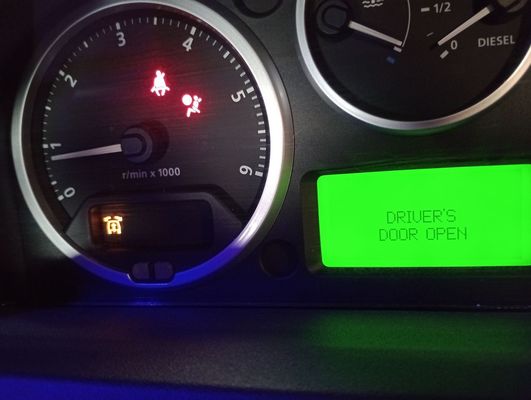 0
1
2
3
4
5
6
r/min x 1000
1/2
0
DIESEL
DRIVER'S
DOOR OPEN